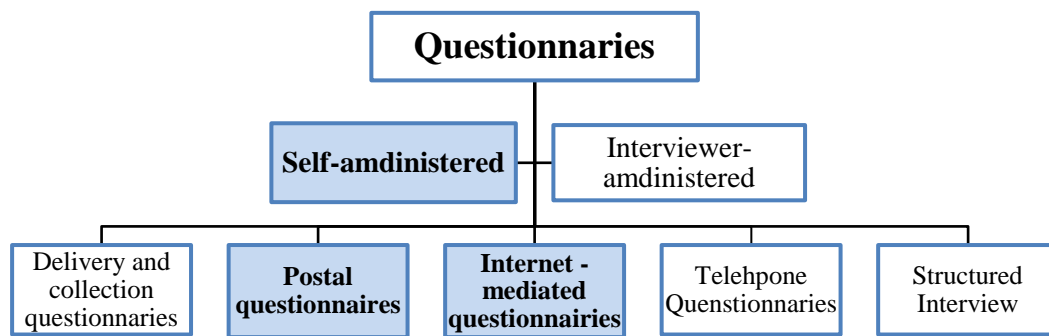 Questionnaries
Self-amdinistered
Interviewer-
amdinistered
Delivery and
collection
questionnaries
Postal
questionnaires
Internet -
mediated
questionnairies
Telehpone
Quenstionnaries
Structured
Interview